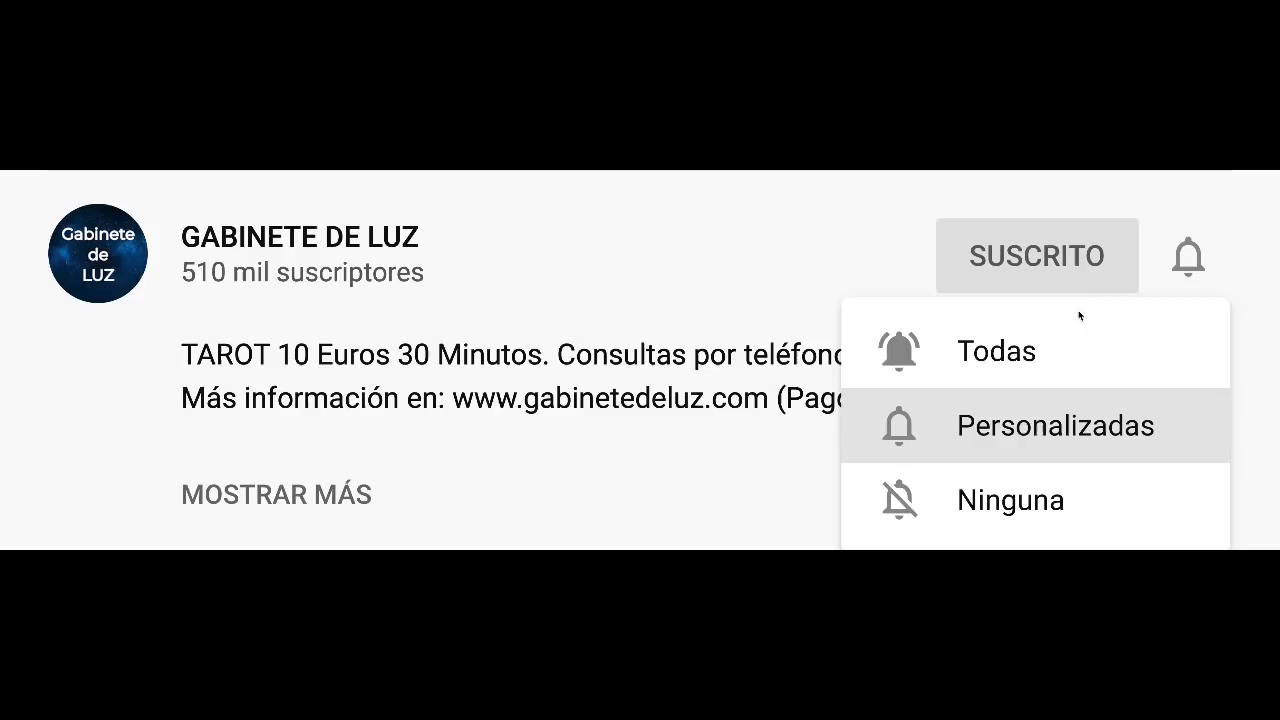 Gabinete
de
LUZ
GABINETE DE LUZ
510 mil suscriptores
SUSCRITO
TAROT 10 Euros 30 Minutos. Consultas por teléfono
Más información en: www.gabinetedeluz.com (Pago
MOSTRAR MÁS
Todas
Personalizadas
Ninguna